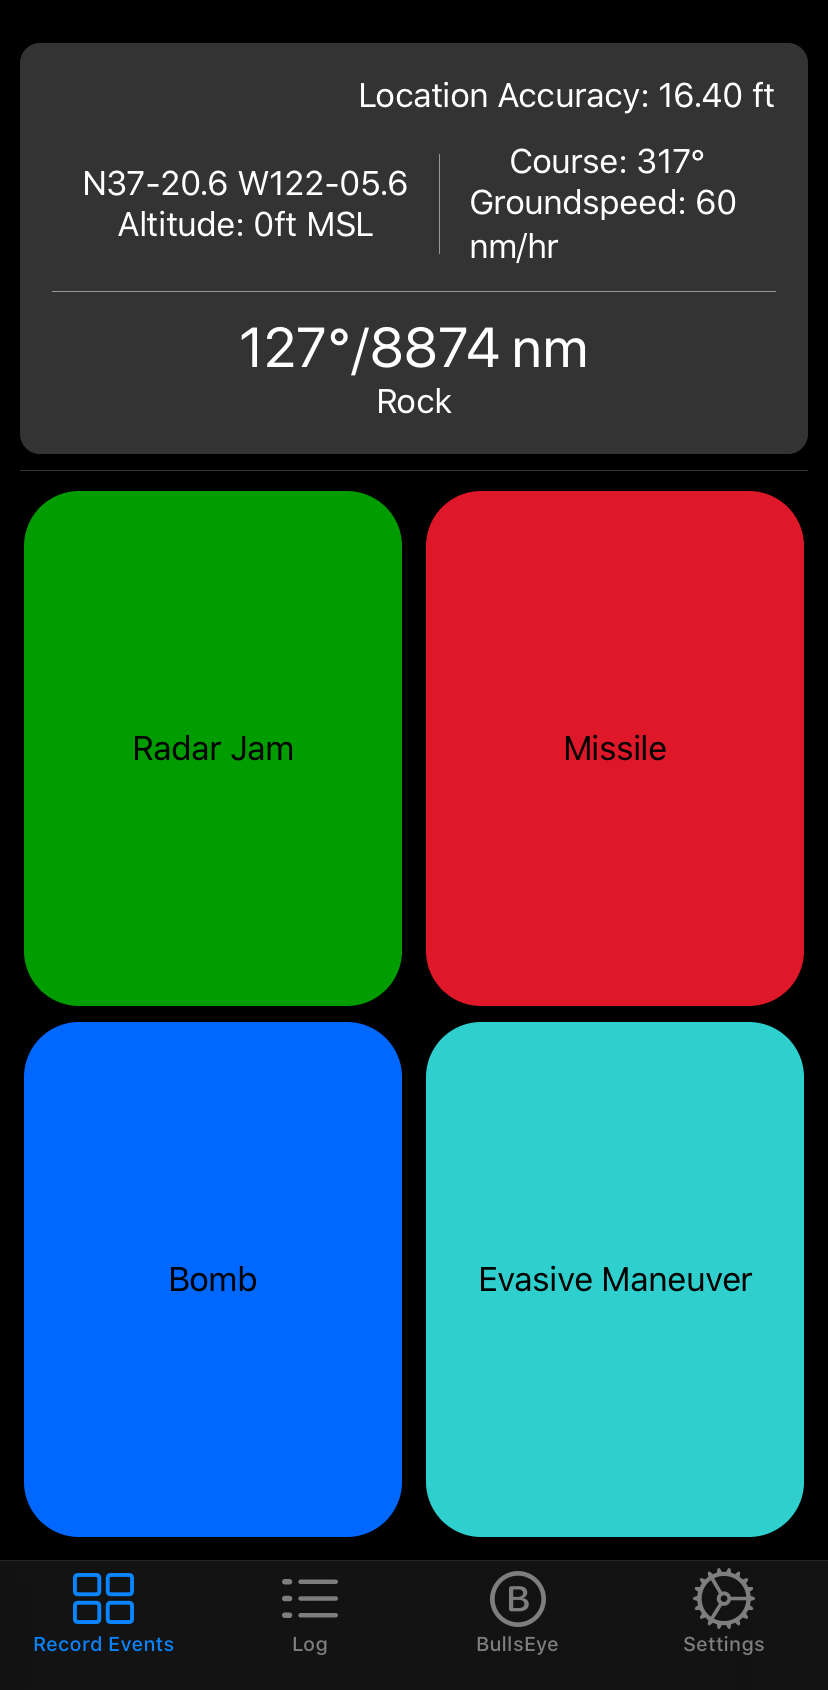 Location Accuracy: 16.40 ft
N37-20.6 W122-05.6
Altitude: 0ft MSL
Course: 317°
Groundspeed: 60
nm/hr
127°/8874 nm
Rock
Radar Jam
Missile
Bomb
Evasive Maneuver
Record Events
Log
B
BullsEye
Settings